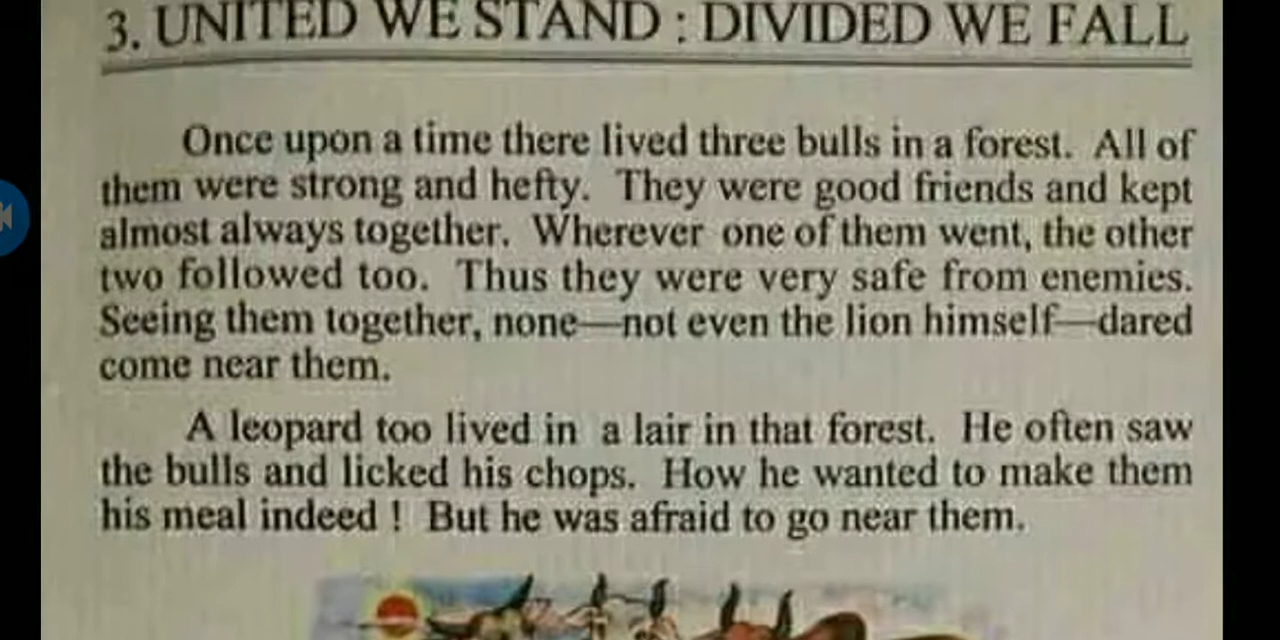 3. UNITED WE STAND : DIVIDED WE FALL
Once upon a time there lived three bulls in a forest. All of
them were strong and hefty. They were good friends and kept
almost always together. Wherever one of them went, the other
two followed too. Thus they were very safe from enemies.
Seeing them together, none—not even the lion himself—dared
come near them.
A leopard too lived in a lair in that forest. He often saw
the bulls and licked his chops. How he wanted to make them
his meal indeed ! But he was afraid to go near them.